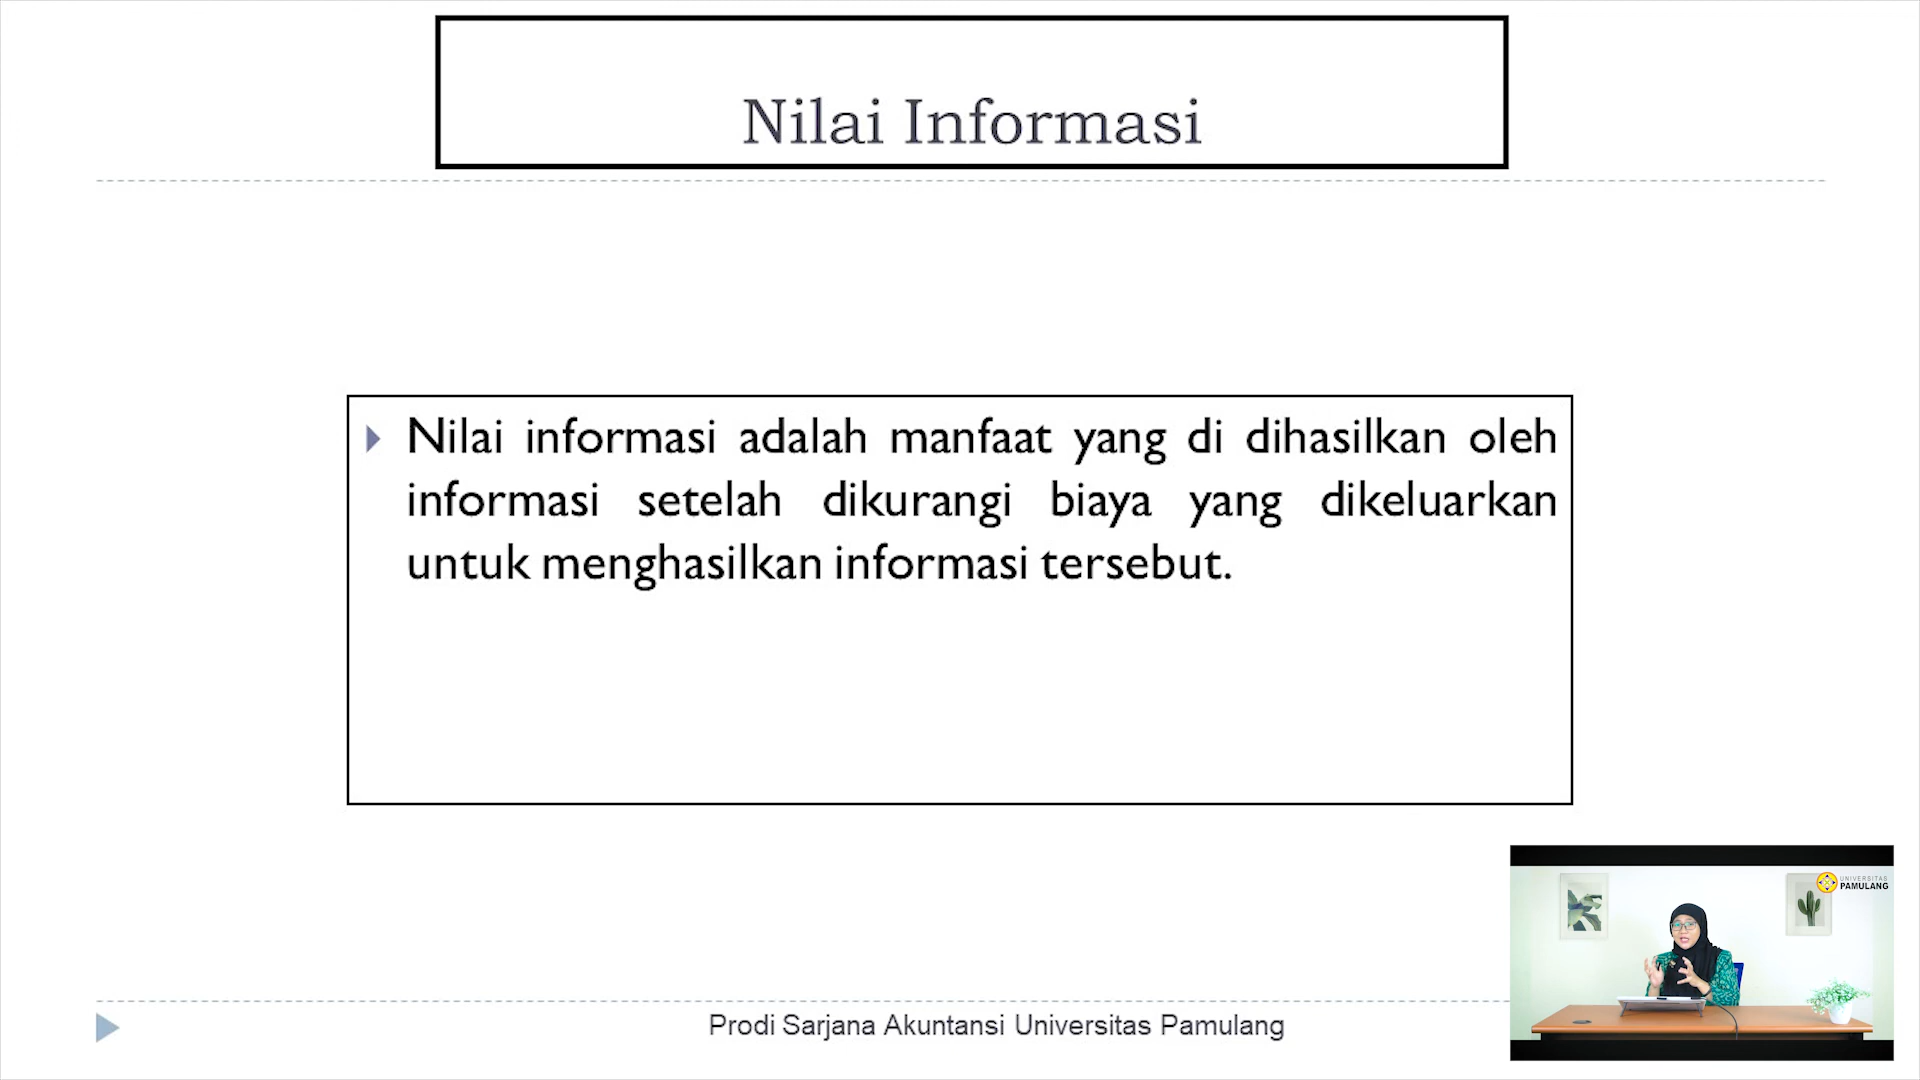 Nilai Informasi
Nilai informasi adalah manfaat yang di dihasilkan oleh
informasi setelah dikurangi biaya yang dikeluarkan
untuk menghasilkan informasi tersebut.
UNIVERSITAS
PAMULANG
Prodi Sarjana Akuntansi Universitas Pamulang